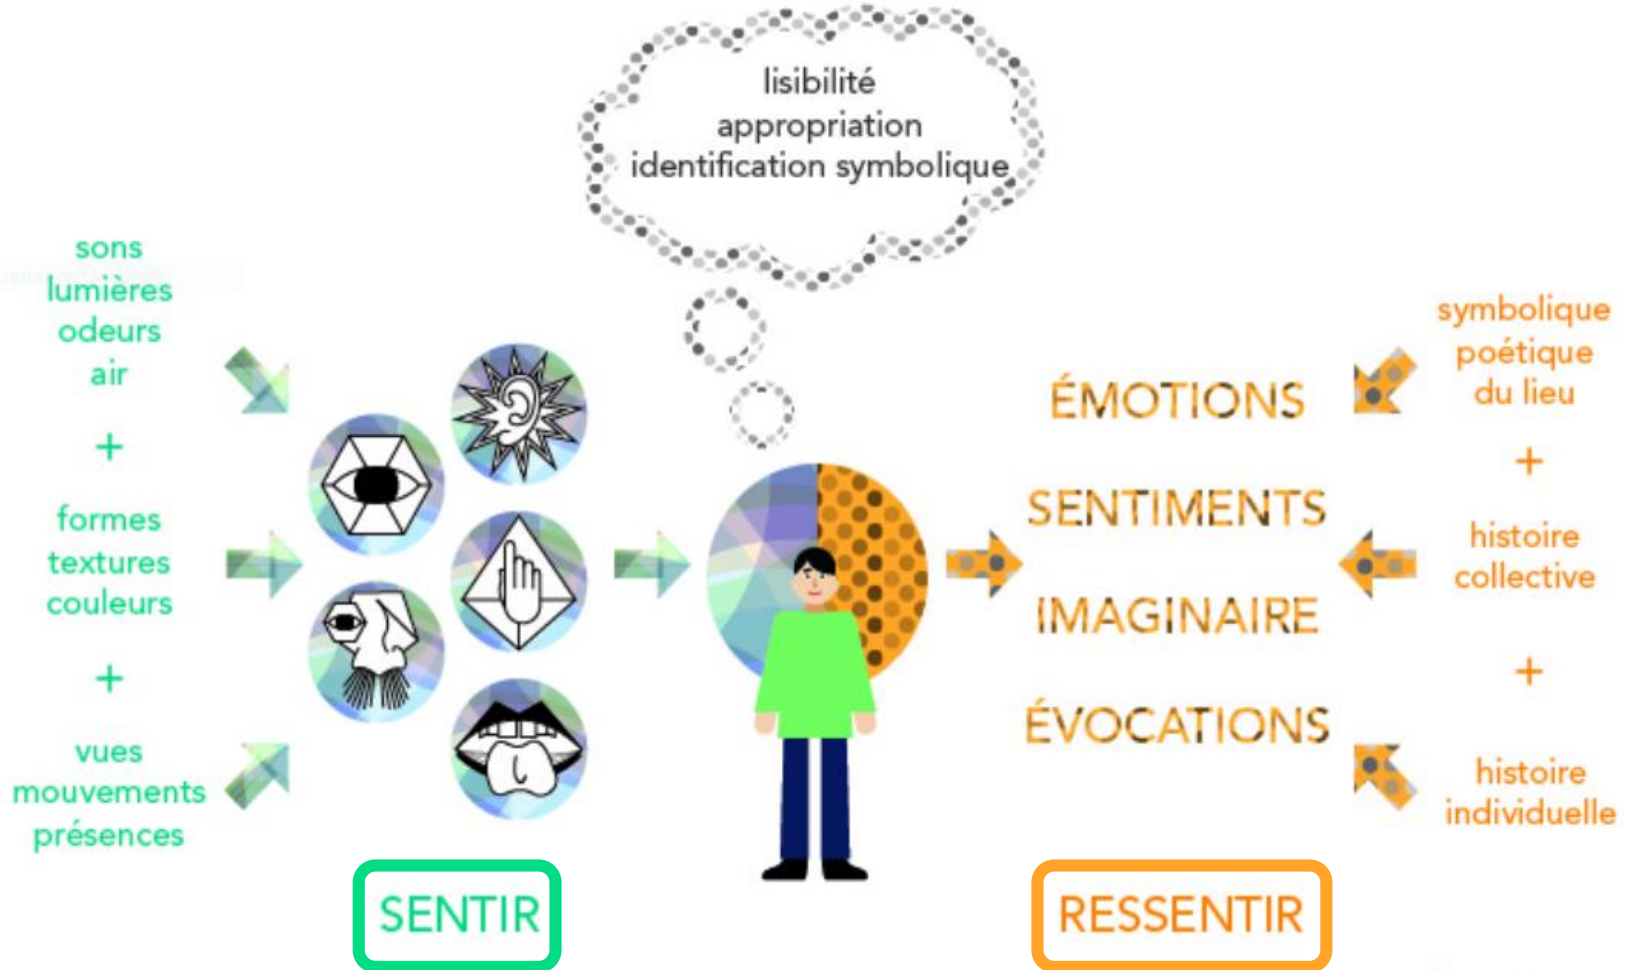 lisibilité
appropriation
identification symbolique
sons
lumières
odeurs
air
+
formes
textures
couleurs
+
vues
mouvements
présences
SENTIR
ÉMOTIONS
SENTIMENTS
IMAGINAIRE
ÉVOCATIONS
symbolique
poétique
du lieu
+
histoire
collective
+
histoire
individuelle
RESSENTIR